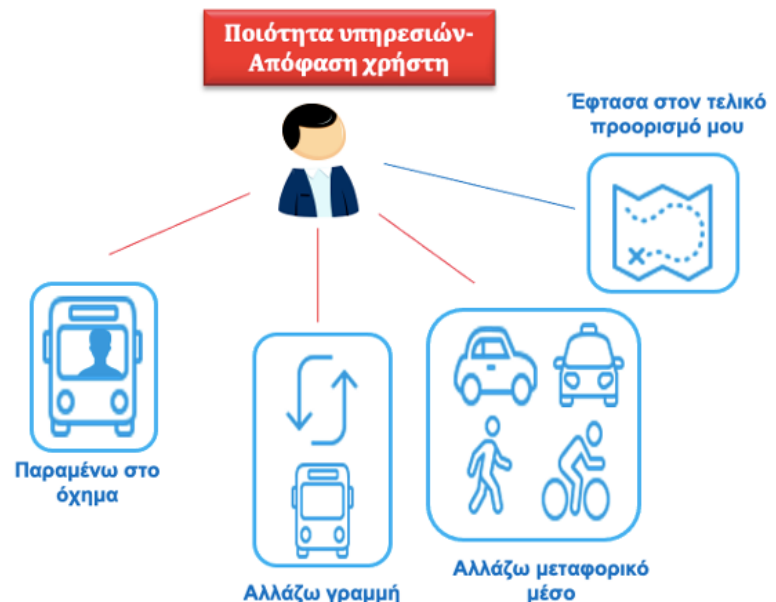 Ποιότητα υπηρεσιών-
Απόφαση χρήστη
Έφτασα στον τελικό
προορισμό μου
Παραμένω στο
όχημα
Αλλάζω γραμμή
Αλλάζω μεταφορικό
μέσο